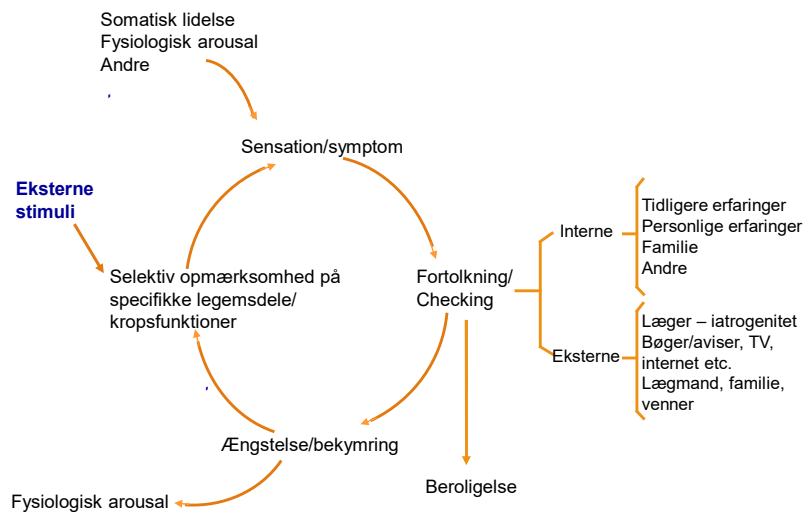 Somatisk lidelse
Fysiologisk arousal
Andre
Sensation/symptom
Eksterne
stimuli
Selektiv opmærksomhed på
specifikke legemsdele/
kropsfunktioner
Fortolkning/
Checking
Interne
Tidligere erfaringer
Personlige erfaringer
Familie
Andre
Eksterne
Læger – iatrogenitet
Bøger/aviser, TV,
internet etc.
Lægmand, familie,
venner
Ængstelse/bekymring
Beroligelse
Fysiologisk arousal